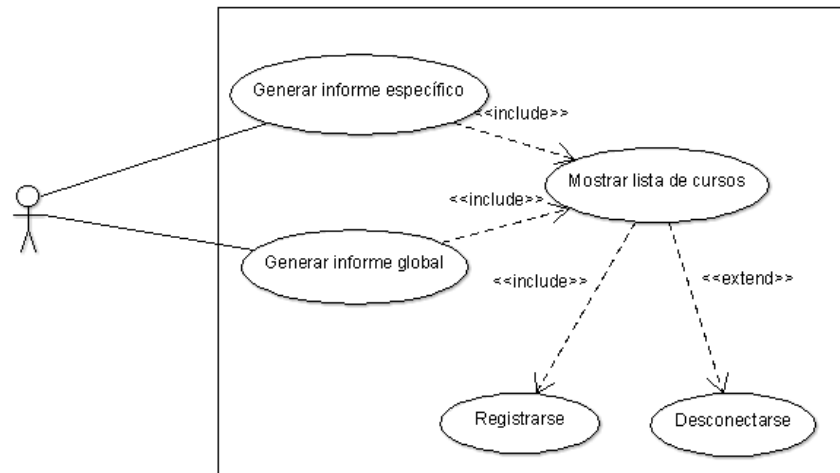 Generar informe específico
<<include>>
Mostrar lista de cursos
<<include>>
Generar informe global
<<include>>
<<extend>>
Registrarse
Desconectarse